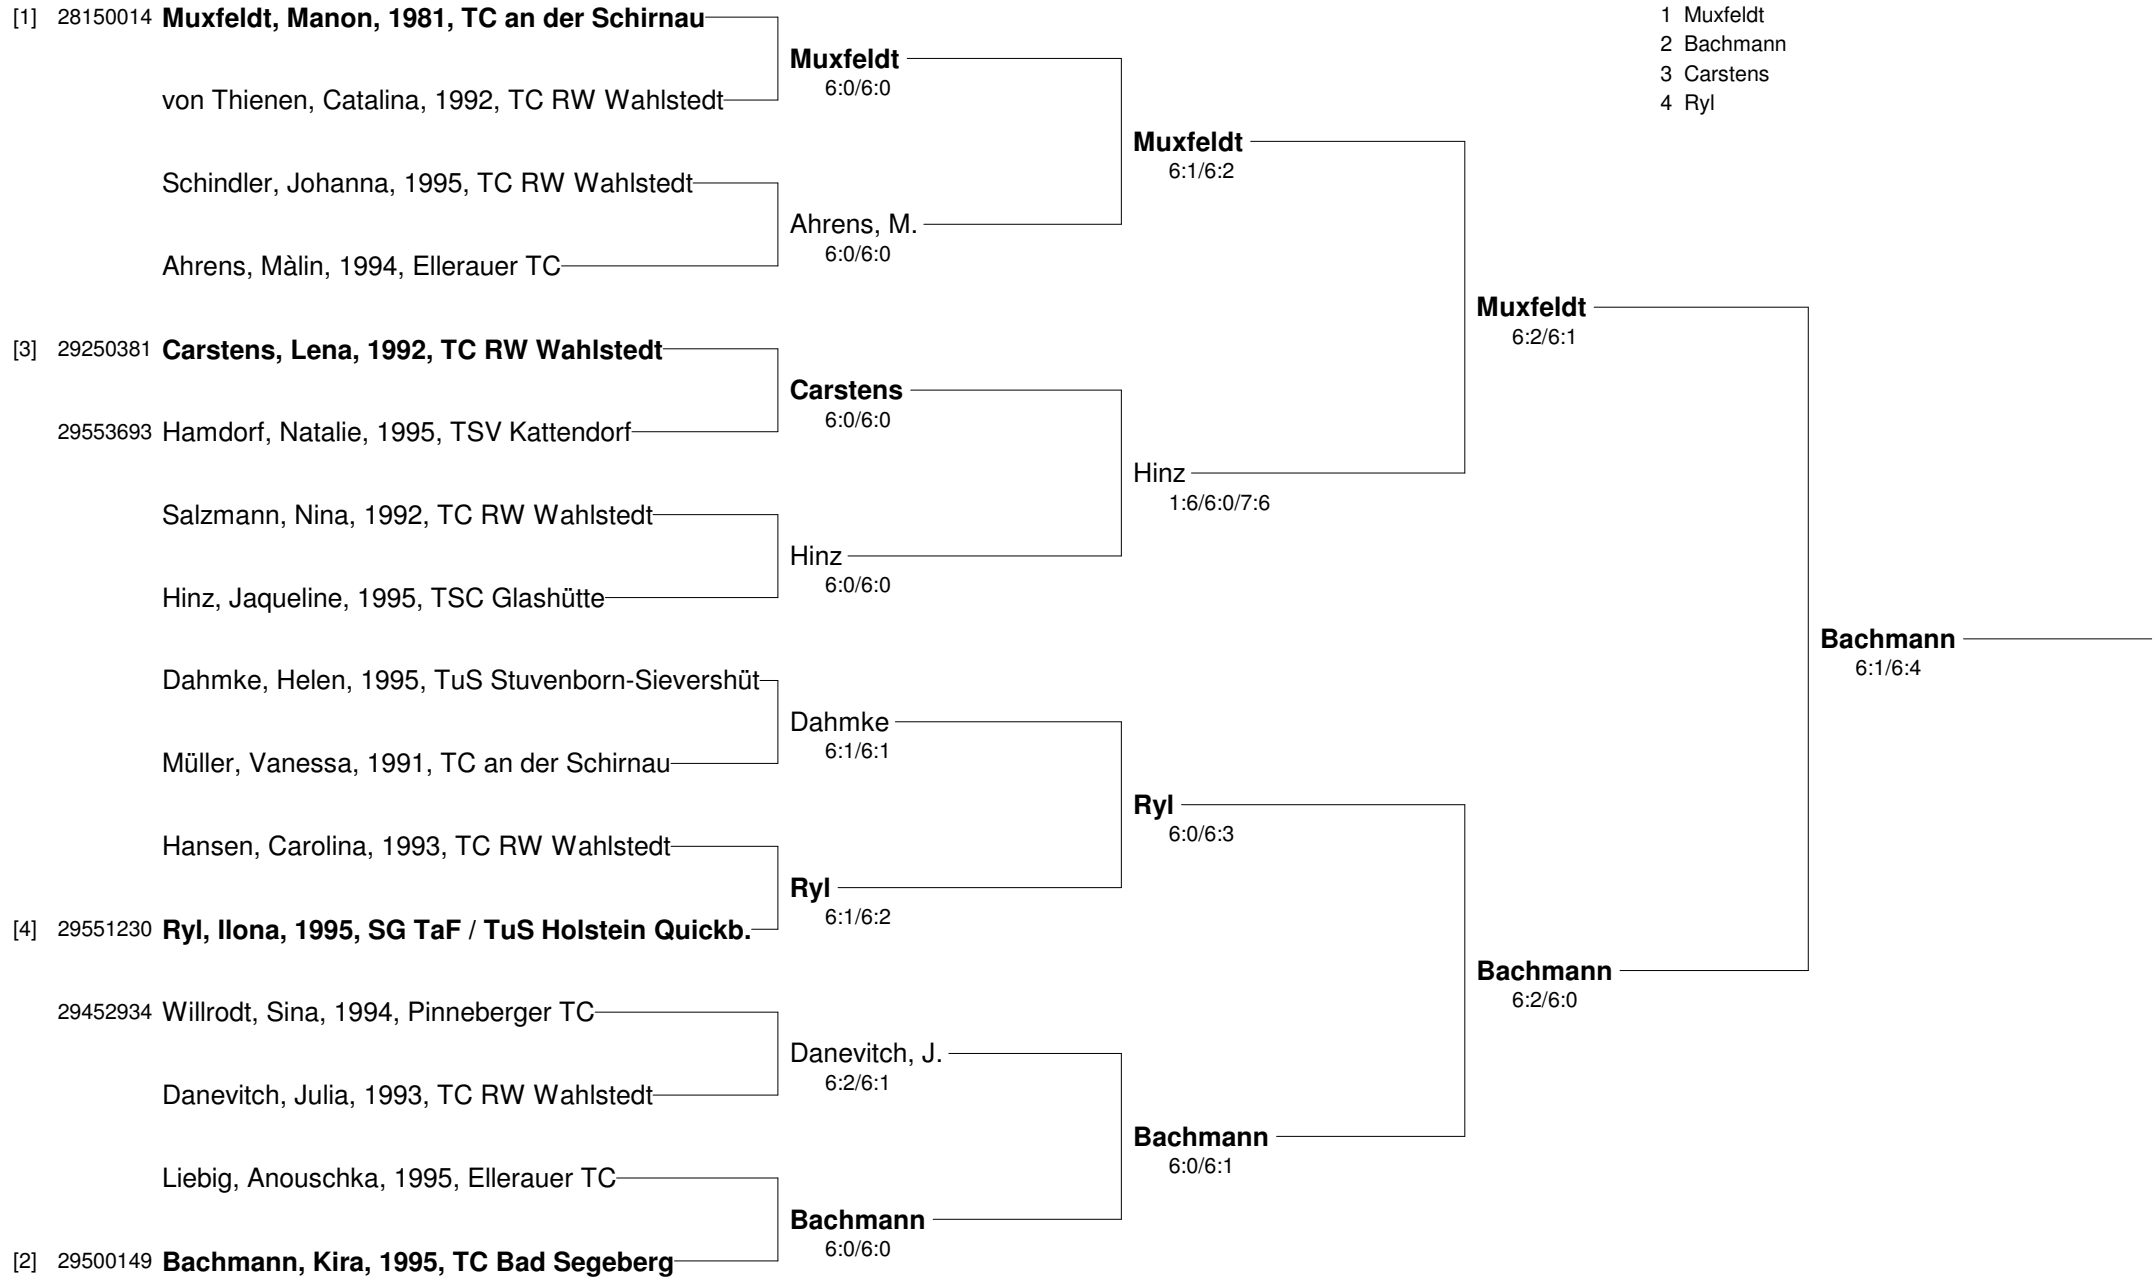 [1] 28150014 Muxfeldt, Manon, 1981, TC an der Schirnau
von Thienen, Catalina, 1992, TC RW Wahlstedt
Schindler, Johanna, 1995, TC RW Wahlstedt
Ahrens, Màlin, 1994, Ellerauer TC
[3] 29250381 Carstens, Lena, 1992, TC RW Wahlstedt
29553693 Hamdorf, Natalie, 1995, TSV Kattendorf
Salzmann, Nina, 1992, TC RW Wahlstedt
Hinz, Jaqueline, 1995, TSC Glashütte
Dahmke, Helen, 1995, TuS Stuvenborn-Sievershüt
Müller, Vanessa, 1991, TC an der Schirnau
Hansen, Carolina, 1993, TC RW Wahlstedt
[4] 29551230 Ryl, Ilona, 1995, SG TaF / TuS Holstein Quickb.
29452934 Willrodt, Sina, 1994, Pinneberger TC
Danevitch, Julia, 1993, TC RW Wahlstedt
Liebig, Anouschka, 1995, Ellerauer TC
[2] 29500149 Bachmann, Kira, 1995, TC Bad Segeberg
Muxfeldt
6:0/6:0
Ahrens, M.
6:0/6:0
Carstens
6:0/6:0
Hinz
6:0/6:0
Dahmke
6:1/6:1
Ryl
6:1/6:2
Danevitch, J.
6:2/6:1
Bachmann
6:0/6:0
Muxfeldt
6:1/6:2
Hinz
1:6/6:0/7:6
Ryl
6:0/6:3
Bachmann
6:0/6:1
Muxfeldt
6:2/6:1
Bachmann
6:2/6:0
Bachmann
6:1/6:4
1 Muxfeldt
2 Bachmann
3 Carstens
4 Ryl